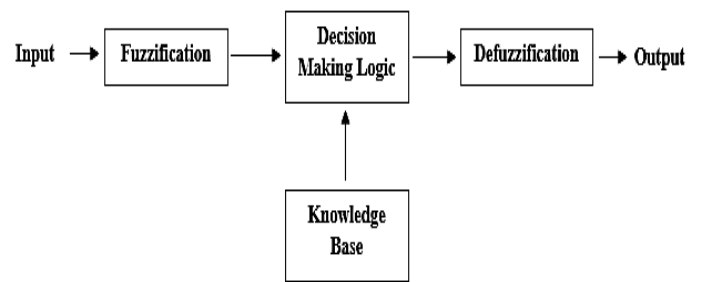 Input
Fuzzification
Decision
Making Logic
Defuzzification
Output
Knowledge
Base